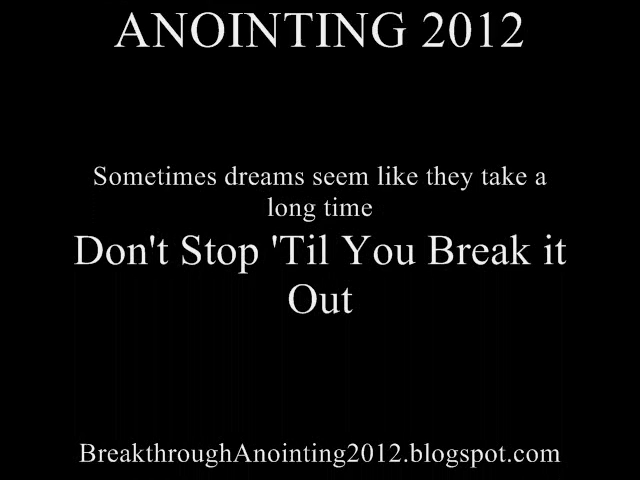 ANOINTING 2012
Sometimes dreams seem like they take a
long time
Don't Stop 'Til You Break it
Out
BreakthroughAnointing2012.blogspot.com